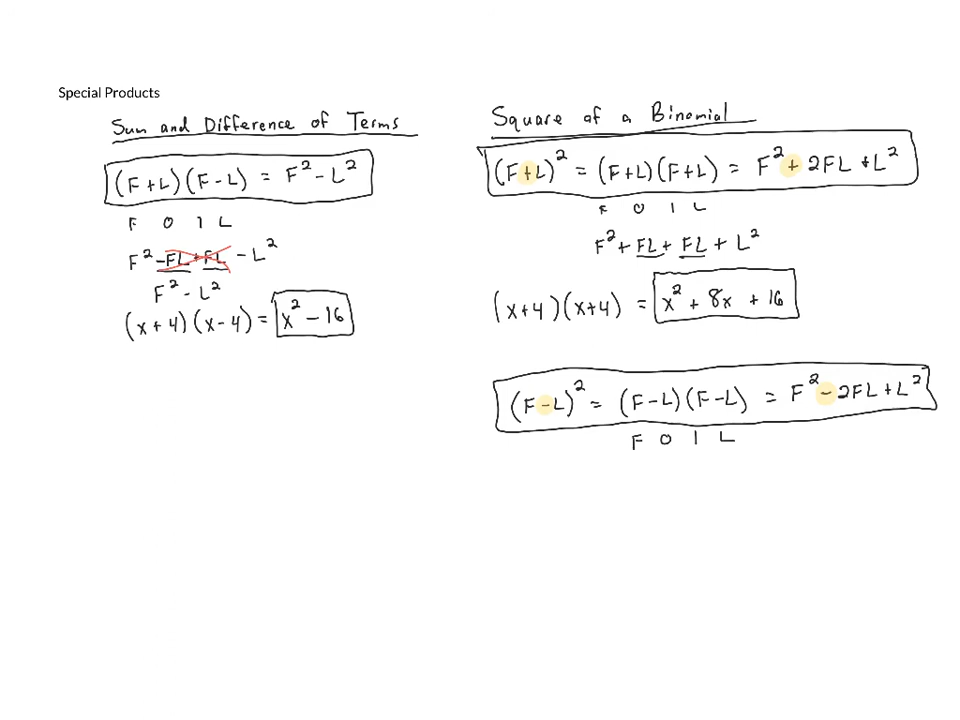 Special Products
Sum and Difference of Terms
(F+L)(F-L) = F² - L²
F O I L
F² - FL + FL - L²
F² - L²
(x+4)(x-4) = x² - 16
Square of a Binomial
(F+L)² = (F+L)(F+L) = F² + 2FL + L²
F O I L
F² + FL + FL + L²
(x+4)(x+4) = x² + 8x + 16
(F-L)² = (F-L)(F-L) = F² - 2FL + L²
F O I L